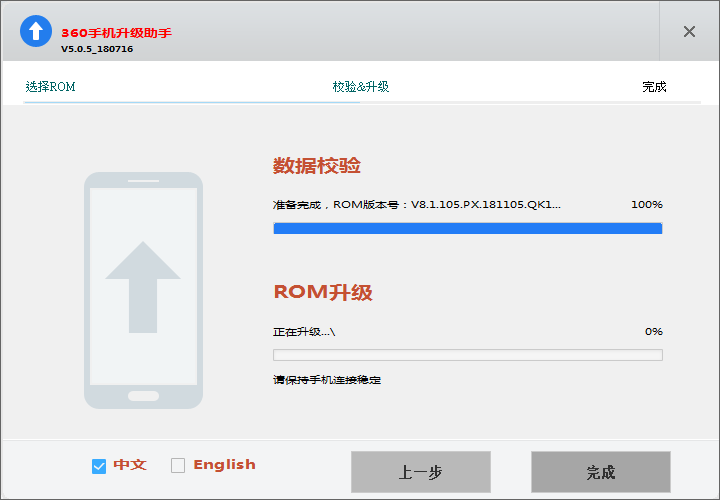 360手机升级助手
V5.0.5_180716
选择ROM
校验&升级
完成
数据校验
准备完成，ROM版本号：V8.1.105.PX.181105.QK1...
100%
ROM升级
正在升级...\
0%
请保持手机连接稳定
中文
English
上一步
完成